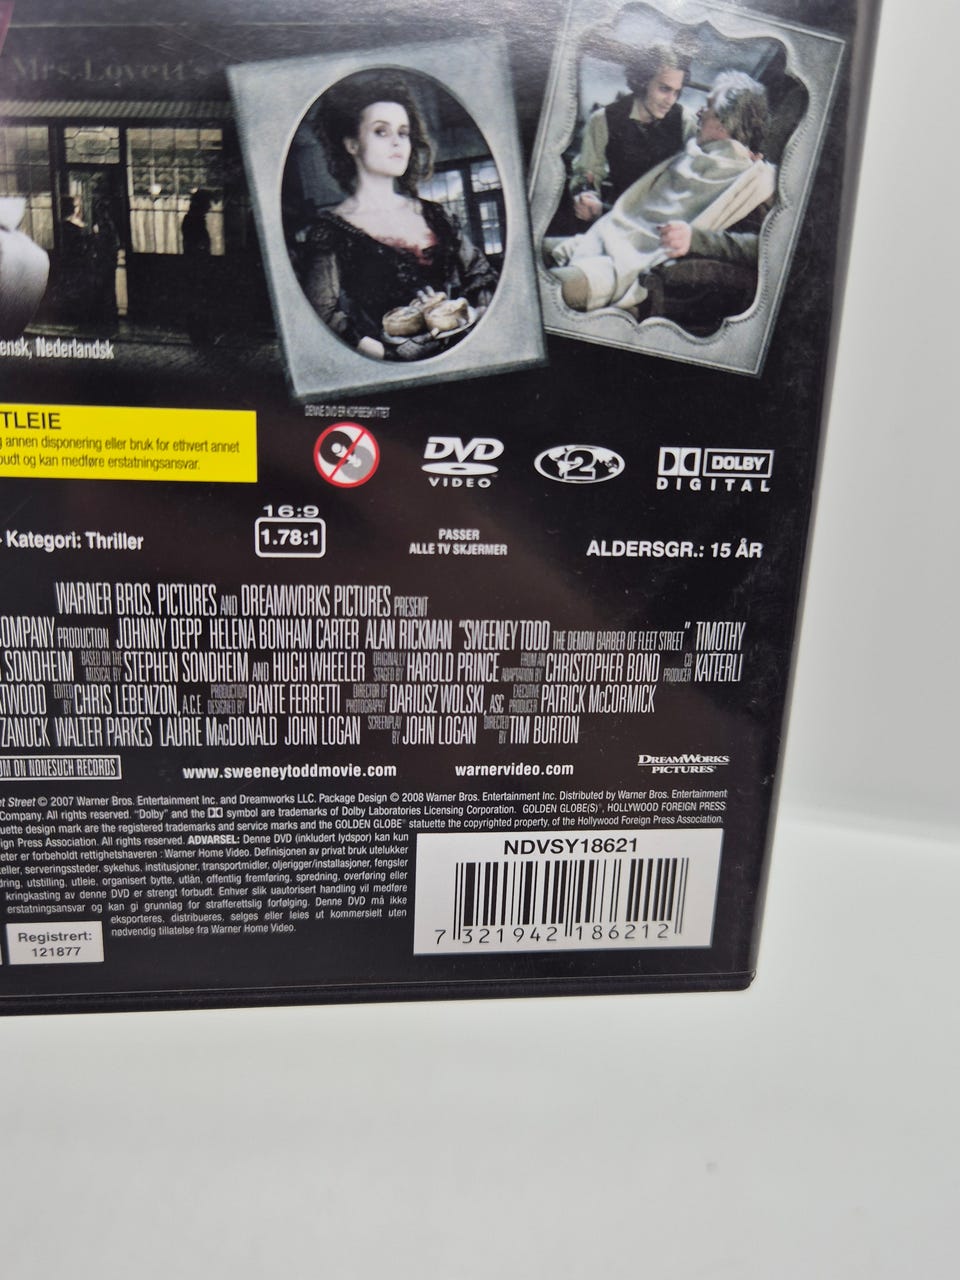 Mrs. Lovett's
ensk, Nederlandsk
DENNE DVD ER KOPIBESKYTTET
TLEIE
annen disponering eller bruk for ethvert annet
budt og kan medføre erstatningsansvar.
DVD
VIDEO
2
DOLBY
DIGITAL
Kategori: Thriller
16:9
1.78:1
PASSER
ALLE TV SKJERMER
ALDERSGR.: 15 ÅR
WARNER BROS. PICTURES AND DREAMWORKS PICTURES PRESENT
OMPANY PRODUCTION JOHNNY DEPP HELENA BONHAM CARTER ALAN RICKMAN "SWEENEY TODD THE DEMON BARBER OF FLEET STREET" TIMOTHY
SONDHEIM BASED ON THE MUSICAL BY STEPHEN SONDHEIM AND HUGH WHEELER ORIGINALLY STAGED BY HAROLD PRINCE FROM AN ADAPTATION BY CHRISTOPHER BOND CO PRODUCER KATTERLI
TWOOD EDITED BY CHRIS LEBENZON, A.C.E. PRODUCTION DESIGNED BY DANTE FERRETTI DIRECTOR OF PHOTOGRAPHY DARIUSZ WOLSKI, ASC EXECUTIVE PRODUCER PATRICK McCORMICK
ZANUCK WALTER PARKES LAURIE MacDONALD JOHN LOGAN SCREENPLAY BY JOHN LOGAN DIRECTED BY TIM BURTON
OM ON NONESUCH RECORDS
www.sweeneytoddmovie.com
warnervideo.com
DREAMWORKS
PICTURES
et Street © 2007 Warner Bros. Entertainment Inc. and Dreamworks LLC. Package Design © 2008 Warner Bros. Entertainment Inc. Distributed by Warner Bros. Entertainment
Company. All rights reserved. "Dolby" and the DD symbol are trademarks of Dolby Laboratories Licensing Corporation. GOLDEN GLOBE(S)®, HOLLYWOOD FOREIGN PRESS
uette design mark are the registered trademarks and service marks and the GOLDEN GLOBE® statuette the copyrighted property, of the Hollywood Foreign Press Association.
ign Press Association. All rights reserved. ADVARSEL: Denne DVD (inkludert lydspor) kan kun
eter er forbeholdt rettighetshaveren : Warner Home Video. Definisjonen av privat bruk utelukker
eller, serveringssteder, sykehus, institusjoner, transportmidler, oljerigger/installasjoner, fengsler
dring, utstilling, utleie, organisert bytte, utlån, offentlig fremføring, spredning, overføring eller
kringkasting av denne DVD er strengt forbudt. Enhver slik uautorisert handling vil medføre
erstatningsansvar og kan gi grunnlag for strafferettslig forfølging. Denne DVD må ikke
eksporteres, distribueres, selges eller leies ut kommersielt uten
nødvendig tillatelse fra Warner Home Video.
Registrert:
121877
NDVSY18621
7 321942 186212